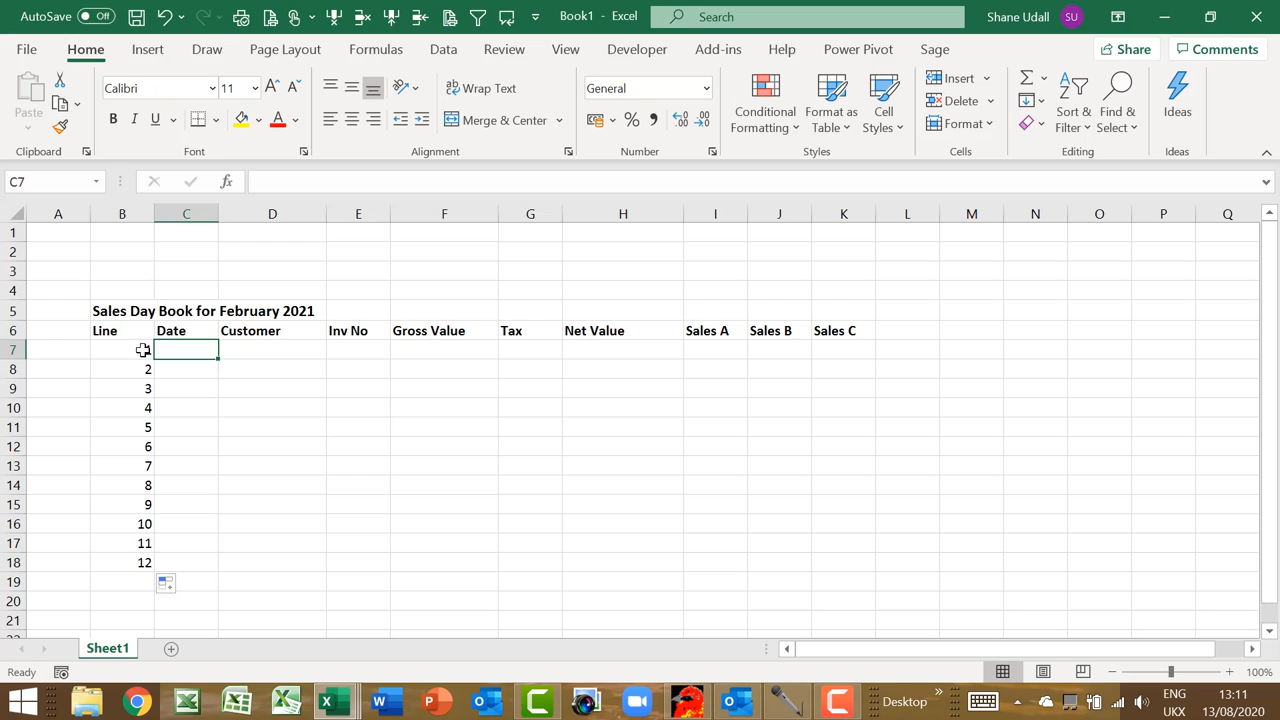 AutoSave Off Book1 - Excel Search Shane Udall SU
File Home Insert Draw Page Layout Formulas Data Review View Developer Add-ins Help Power Pivot Sage Share Comments
Paste
Calibri 11
B I U
Wrap Text
Merge & Center
General
Conditional Formatting
Format as Table
Cell Styles
Insert
Delete
Format
Sort & Filter
Find & Select
Ideas
Clipboard Font Alignment Number Styles Cells Editing Ideas
C7 fx
A B C D E F G H I J K L M N O P Q
1
2
3
4
5 Sales Day Book for February 2021
6 Line Date Customer Inv No Gross Value Tax Net Value Sales A Sales B Sales C
7
8 2
9 3
10 4
11 5
12 6
13 7
14 8
15 9
16 10
17 11
18 12
19
20
21
Sheet1
Ready 100%
Desktop ENG 13:11
UKX 13/08/2020